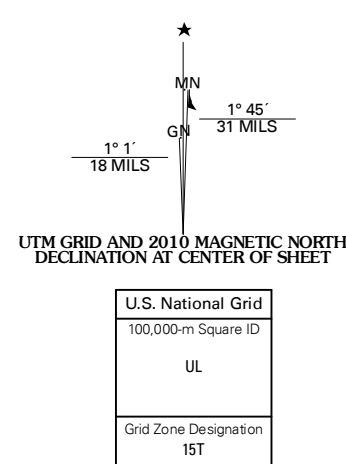 MN
1° 45´
GN
31 MILS
1° 1´
18 MILS
UTM GRID AND 2010 MAGNETIC NORTH
DECLINATION AT CENTER OF SHEET
U.S. National Grid
100,000-m Square ID
UL
Grid Zone Designation
15T